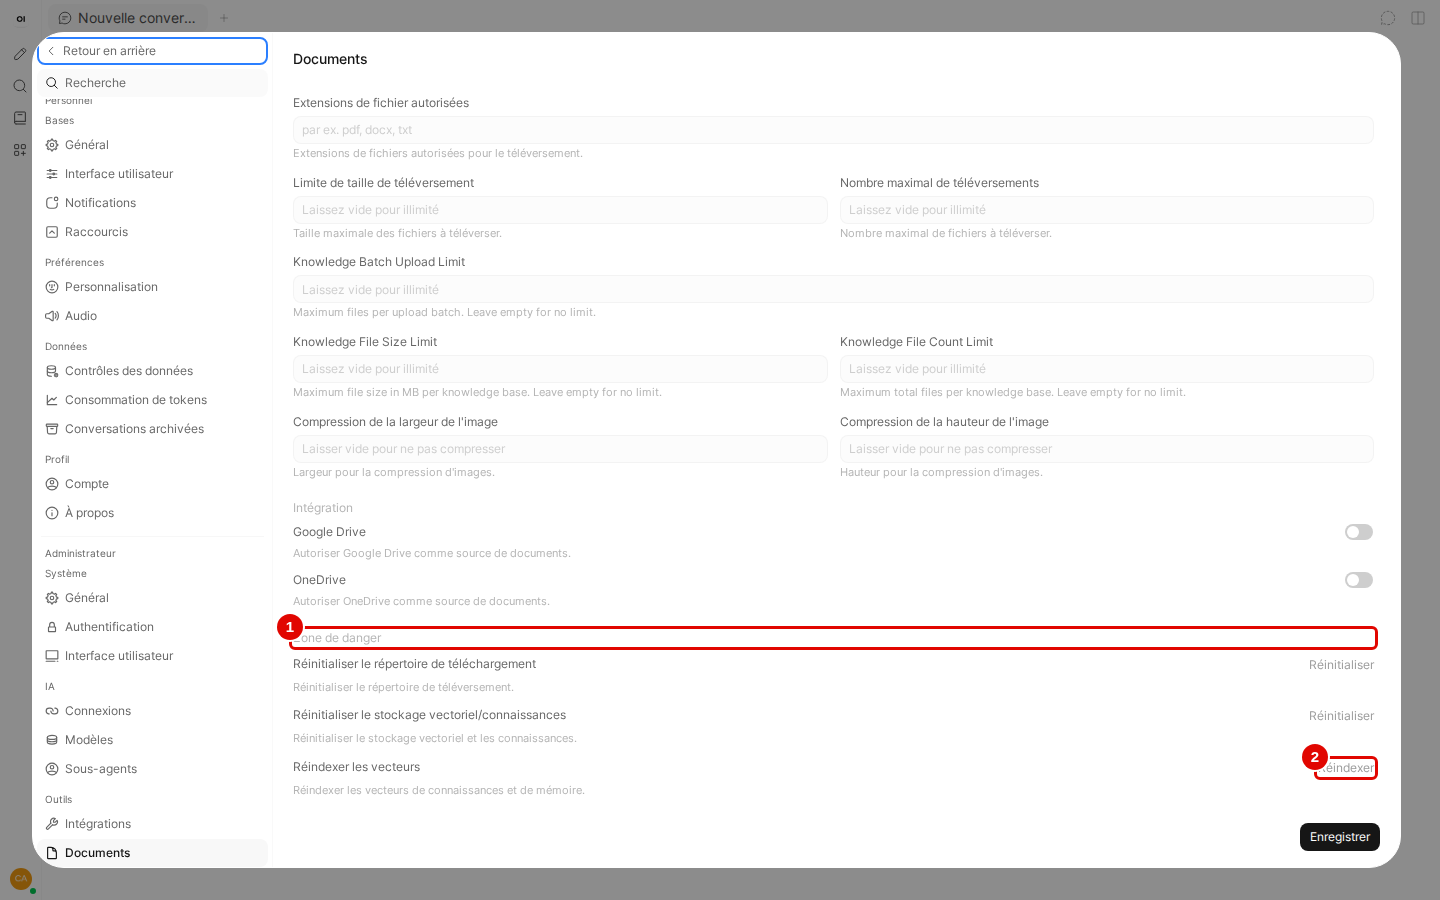 OI
Nouvelle conver...
Retour en arrière
Recherche
Personnel
Bases
Général
Interface utilisateur
Notifications
Raccourcis
Préférences
Personnalisation
Audio
Données
Contrôles des données
Consommation de tokens
Conversations archivées
Profil
Compte
À propos
Administrateur
Système
Général
Authentification
Interface utilisateur
IA
Connexions
Modèles
Sous-agents
Outils
Intégrations
Documents
CA
Documents
Extensions de fichier autorisées
par ex. pdf, docx, txt
Extensions de fichiers autorisées pour le téléversement.
Limite de taille de téléversement
Laissez vide pour illimité
Taille maximale des fichiers à téléverser.
Nombre maximal de téléversements
Laissez vide pour illimité
Nombre maximal de fichiers à téléverser.
Knowledge Batch Upload Limit
Laissez vide pour illimité
Maximum files per upload batch. Leave empty for no limit.
Knowledge File Size Limit
Laissez vide pour illimité
Maximum file size in MB per knowledge base. Leave empty for no limit.
Knowledge File Count Limit
Laissez vide pour illimité
Maximum total files per knowledge base. Leave empty for no limit.
Compression de la largeur de l'image
Laisser vide pour ne pas compresser
Largeur pour la compression d'images.
Compression de la hauteur de l'image
Laisser vide pour ne pas compresser
Hauteur pour la compression d'images.
Intégration
Google Drive
Autoriser Google Drive comme source de documents.
OneDrive
Autoriser OneDrive comme source de documents.
1
Zone de danger
Réinitialiser le répertoire de téléchargement
Réinitialiser
Réinitialiser le répertoire de téléversement.
Réinitialiser le stockage vectoriel/connaissances
Réinitialiser
Réinitialiser le stockage vectoriel et les connaissances.
2
Réindexer les vecteurs
Réindexer
Réindexer les vecteurs de connaissances et de mémoire.
Enregistrer